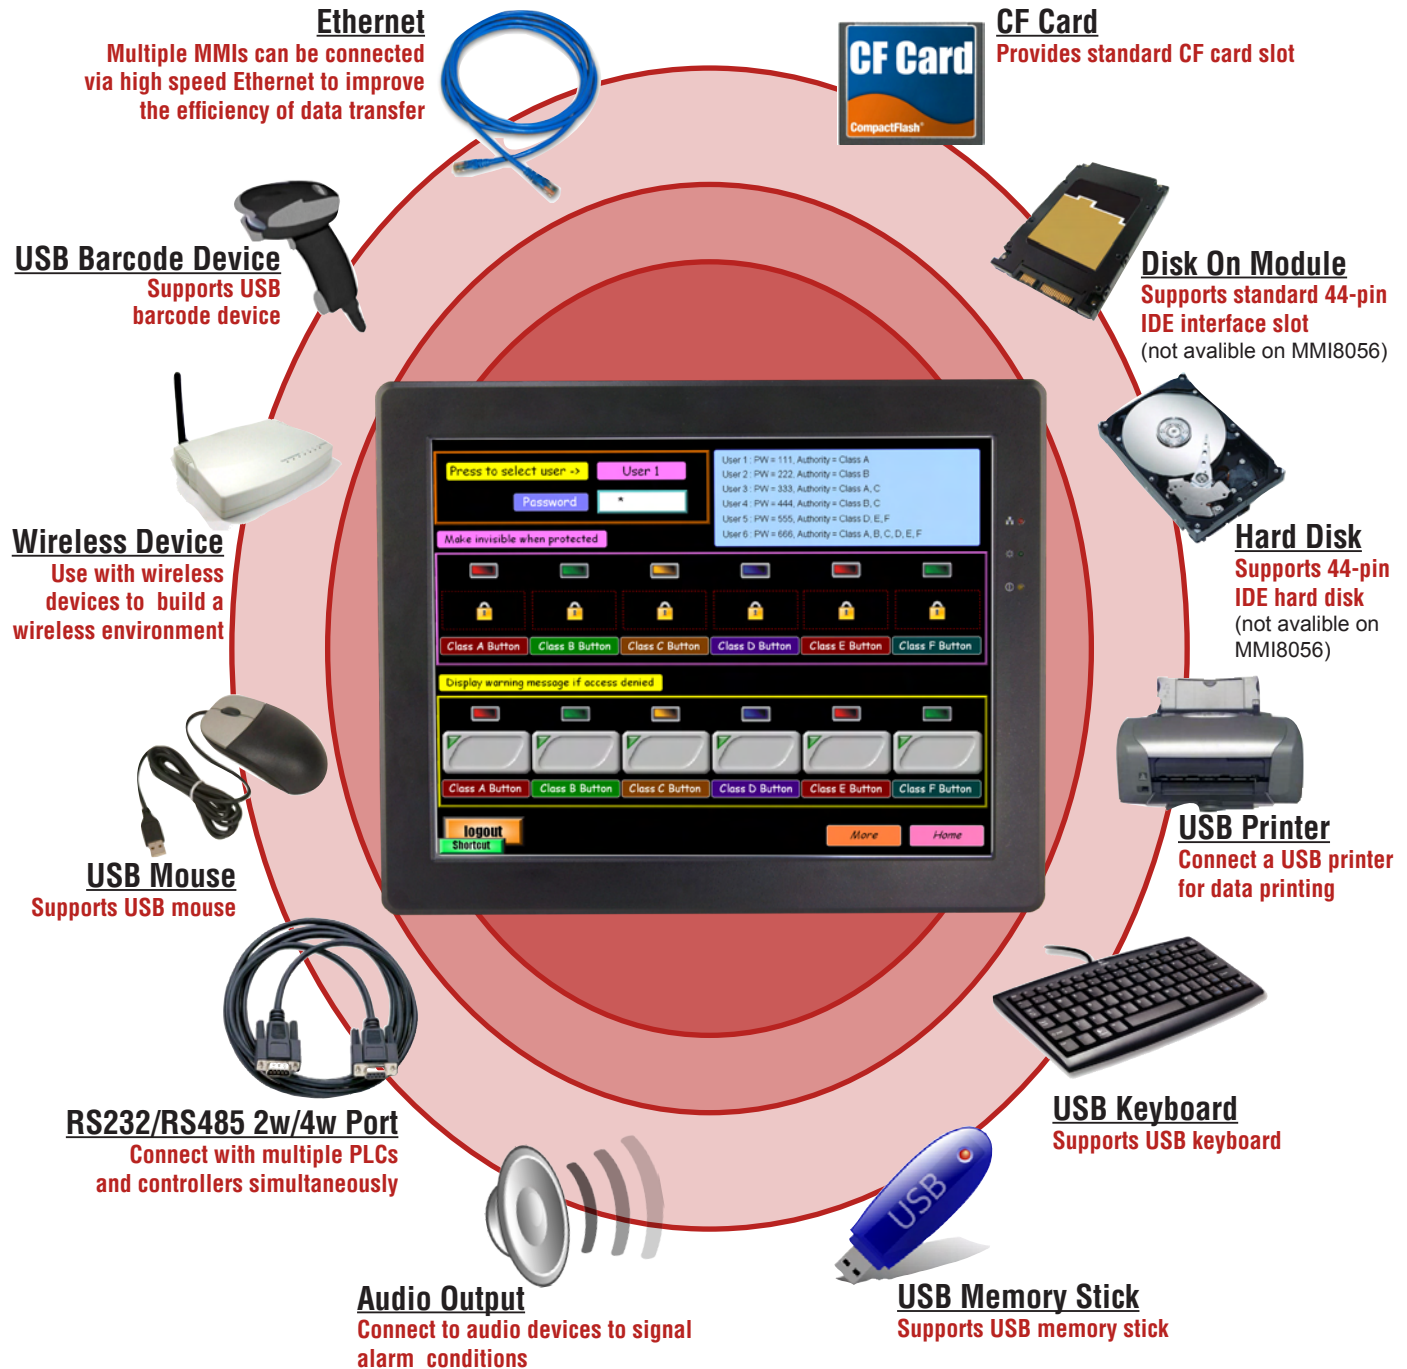 Ethernet
Multiple MMIs can be connected
via high speed Ethernet to improve
the efficiency of data transfer
CF Card
Provides standard CF card slot
CF Card
CompactFlash®
USB Barcode Device
Supports USB
barcode device
Disk On Module
Supports standard 44-pin
IDE interface slot
(not avalible on MMI8056)
Wireless Device
Use with wireless
devices to build a
wireless environment
Hard Disk
Supports 44-pin
IDE hard disk
(not avalible on
MMI8056)
Press to select user ->
User 1
Password
*
User 1 : PW = 111, Authority = Class A
User 2 : PW = 222, Authority = Class B
User 3 : PW = 333, Authority = Class A, C
User 4 : PW = 444, Authority = Class B, C
User 5 : PW = 555, Authority = Class D, E, F
User 6 : PW = 666, Authority = Class A, B, C, D, E, F
Make invisible when protected
Class A Button Class B Button Class C Button Class D Button Class E Button Class F Button
Display warning message if access denied
Class A Button Class B Button Class C Button Class D Button Class E Button Class F Button
logout
Shortcut
More
Home
USB Mouse
Supports USB mouse
USB Printer
Connect a USB printer
for data printing
RS232/RS485 2w/4w Port
Connect with multiple PLCs
and controllers simultaneously
USB Keyboard
Supports USB keyboard
Audio Output
Connect to audio devices to signal
alarm conditions
USB
USB Memory Stick
Supports USB memory stick